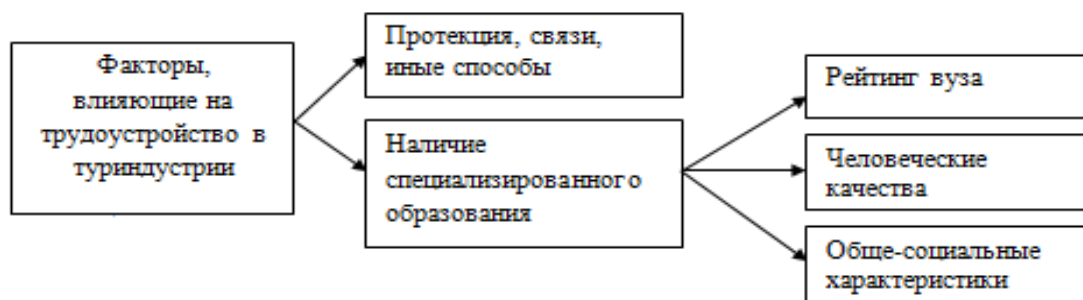 Факторы,
влияющие на
трудоустройство в
туриндустрии
Протекция, связи,
иные способы
Наличие
специализированного
образования
Рейтинг вуза
Человеческие
качества
Обще-социальные
характеристики